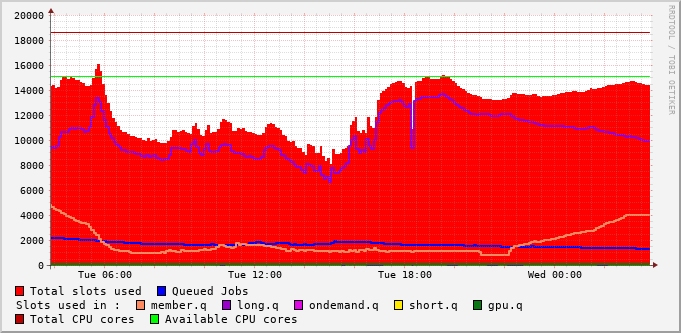 20000
18000
16000
14000
12000
10000
8000
6000
4000
2000
0
Tue 06:00 Tue 12:00 Tue 18:00 Wed 00:00
RRDTOOL / TOBI OETIKER
Total slots used Queued Jobs
Slots used in : member.q long.q ondemand.q short.q gpu.q
Total CPU cores Available CPU cores